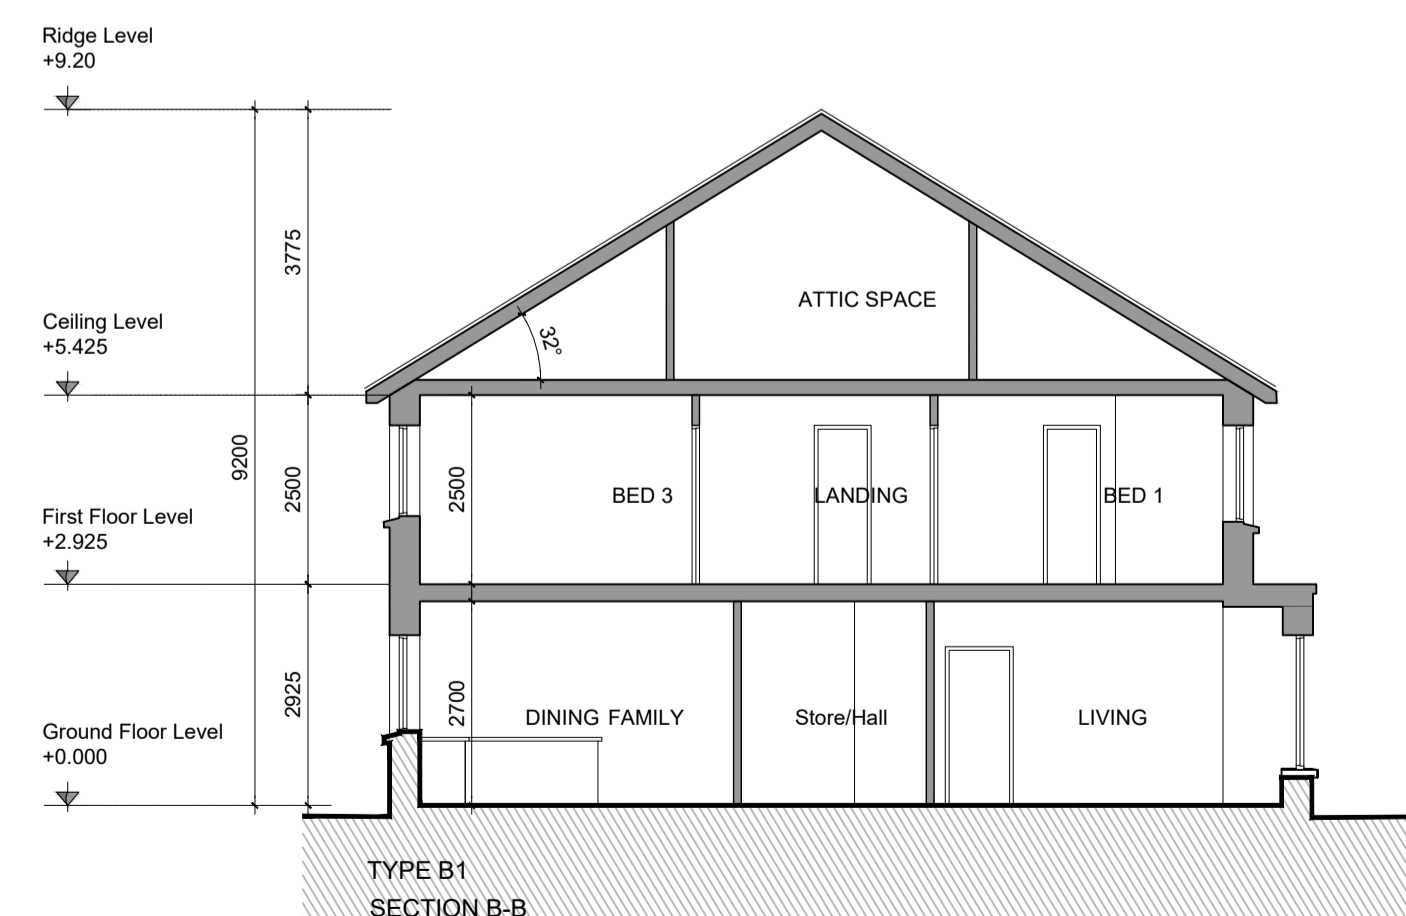 Ridge Level
+9.20
3775
ATTIC SPACE
32°
Ceiling Level
+5.425
9200
2500
2500
BED 3
LANDING
BED 1
First Floor Level
+2.925
2925
2700
DINING FAMILY
Store/Hall
LIVING
Ground Floor Level
+0.000
TYPE B1
SECTION B-B